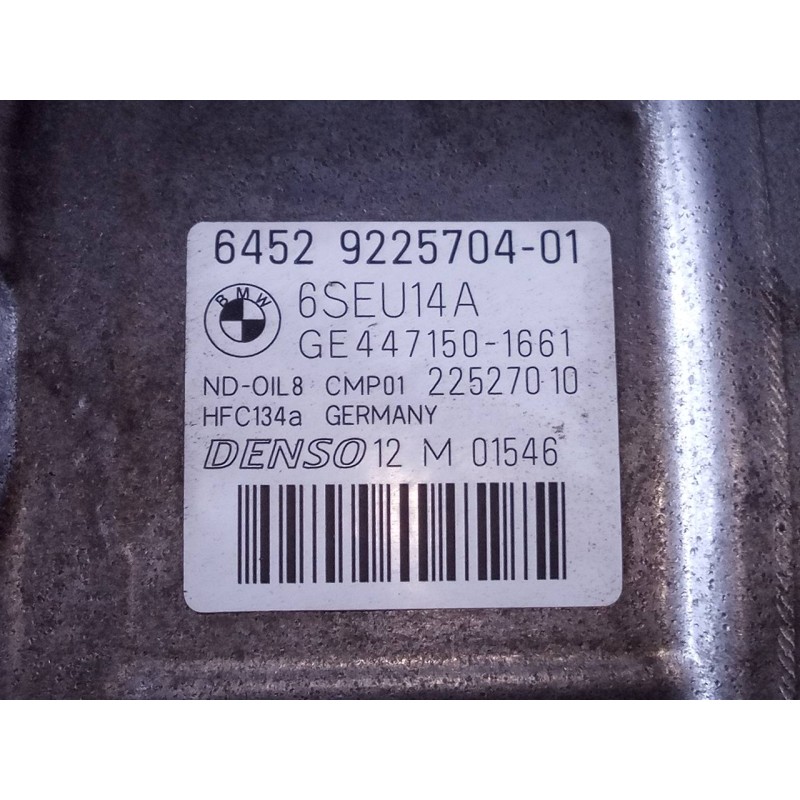 6452 9225704-01
BMW
6SEU14A
GE447150-1661
ND-OIL8 CMP01 22527010
HFC134a GERMANY
DENSO 12 M 01546